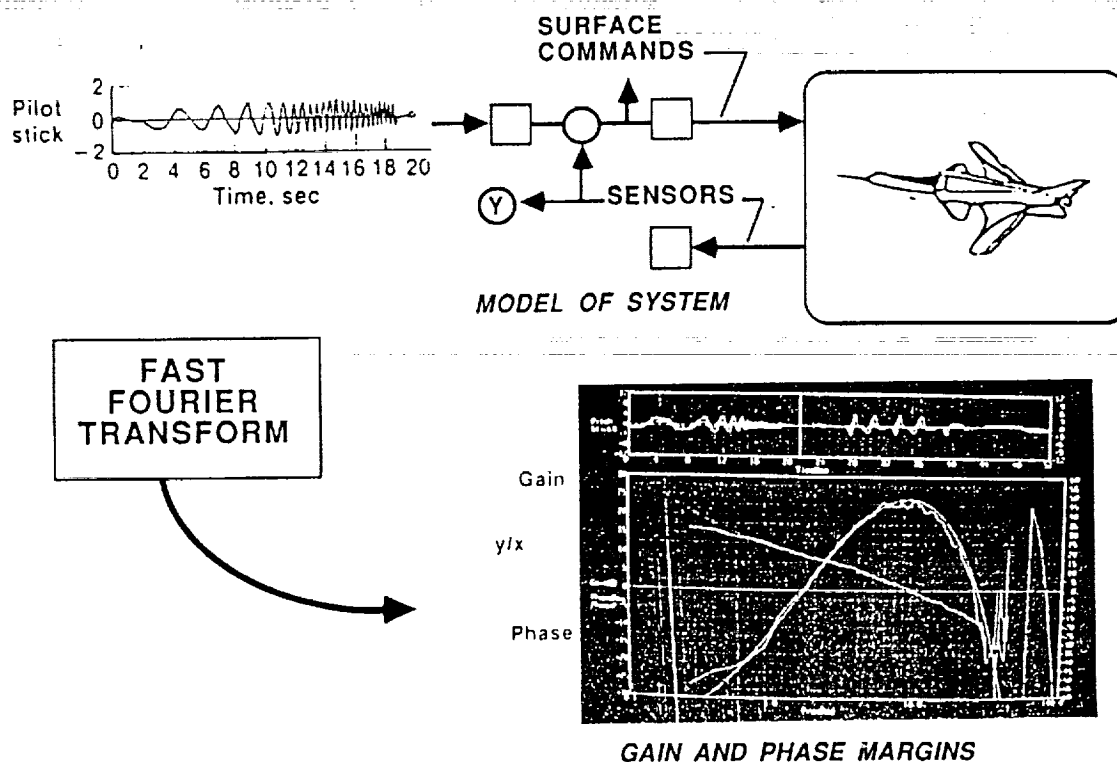 SURFACE
COMMANDS
Pilot
stick
2
0
−2
0 2 4 6 8 10 12 14 16 18 20
Time, sec
Y
SENSORS
MODEL OF SYSTEM
FAST
FOURIER
TRANSFORM
Gain
y/x
Phase
GAIN AND PHASE MARGINS